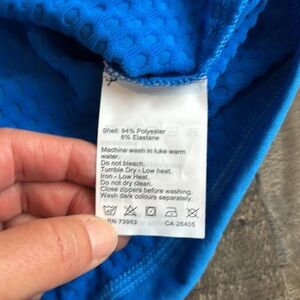 Shell: 94% Polyester
6% Elastane
Machine wash in luke warm
water.
Do not bleach.
Tumble Dry - Low heat.
Iron - Low Heat.
Do not dry clean.
Close zippers before washing.
Wash dark colours separately.
RN 73983 CA 26405